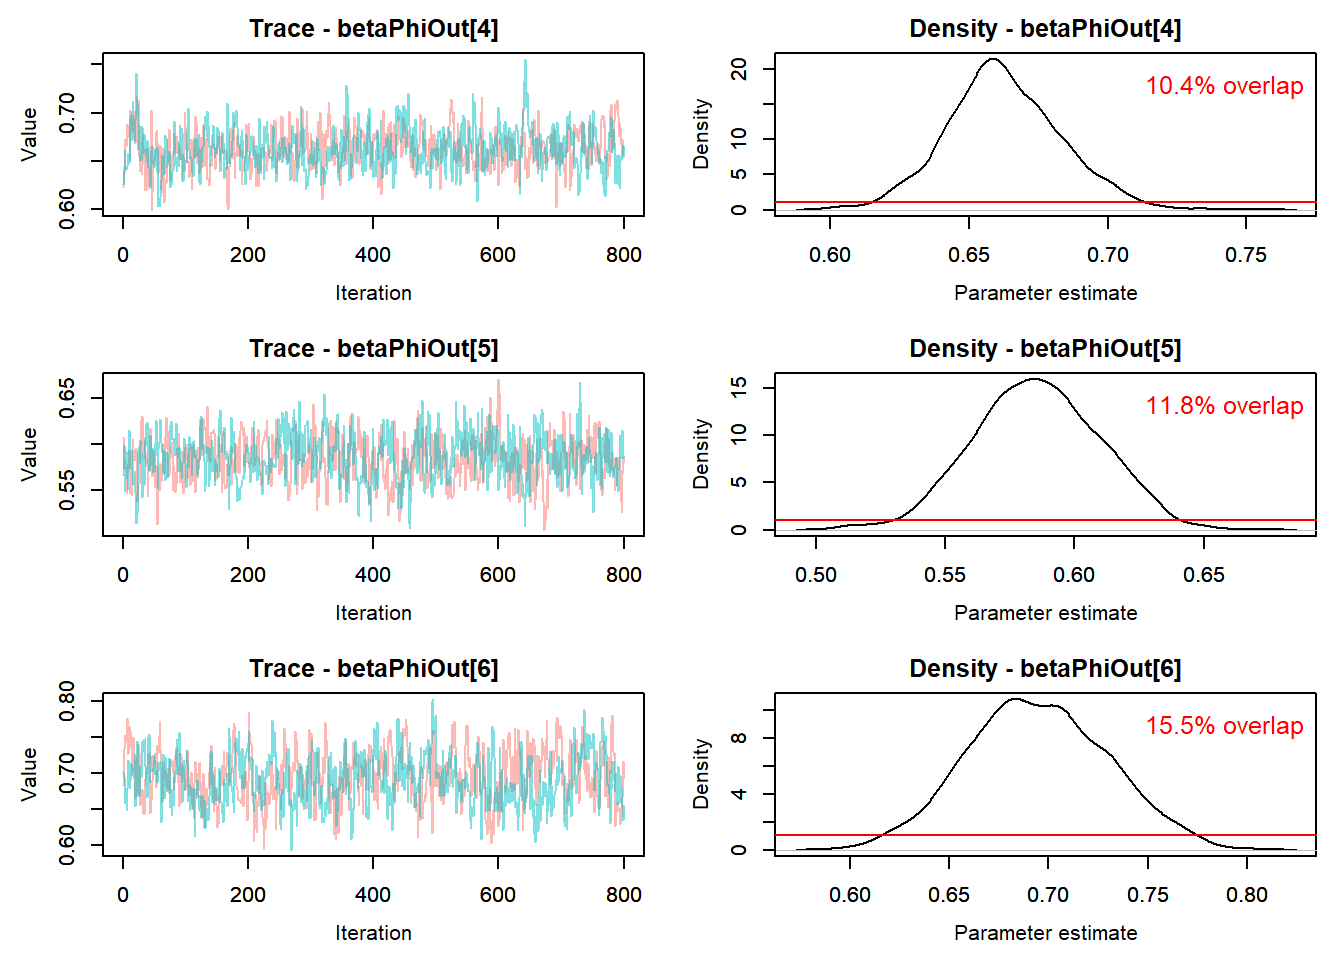 Trace - betaPhiOut[4]
Value
0.60
0.70
0
200
400
600
800
Iteration
Density - betaPhiOut[4]
Density
0
5
10
20
10.4% overlap
0.60
0.65
0.70
0.75
Parameter estimate
Trace - betaPhiOut[5]
Value
0.55
0.65
0
200
400
600
800
Iteration
Density - betaPhiOut[5]
Density
0
5
10
15
11.8% overlap
0.50
0.55
0.60
0.65
Parameter estimate
Trace - betaPhiOut[6]
Value
0.60
0.70
0.80
0
200
400
600
800
Iteration
Density - betaPhiOut[6]
Density
0
4
8
15.5% overlap
0.60
0.65
0.70
0.75
0.80
Parameter estimate